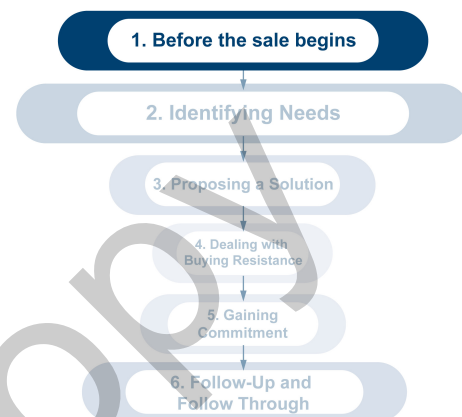 1. Before the sale begins
2. Identifying Needs
3. Proposing a Solution
4. Dealing with
Buying Resistance
5. Gaining
Commitment
6. Follow-Up and
Follow Through